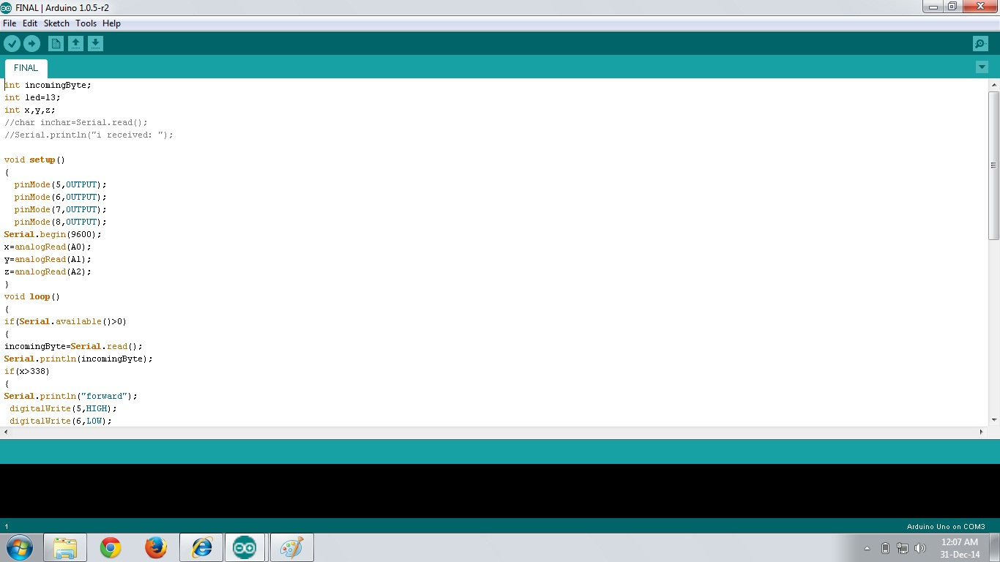 FINAL | Arduino 1.0.5-r2
File Edit Sketch Tools Help
FINAL
int incomingByte;
int led=13;
int x,y,z;
//char inchar=Serial.read();
//Serial.println("i received: ");
void setup()
{
pinMode(5,OUTPUT);
pinMode(6,OUTPUT);
pinMode(7,OUTPUT);
pinMode(8,OUTPUT);
Serial.begin(9600);
x=analogRead(A0);
y=analogRead(A1);
z=analogRead(A2);
}
void loop()
{
if(Serial.available()>0)
{
incomingByte=Serial.read();
Serial.println(incomingByte);
if(x>338)
{
Serial.println("forward");
digitalWrite(5,HIGH);
digitalWrite(6,LOW);
1
Arduino Uno on COM3
12:07 AM
31-Dec-14